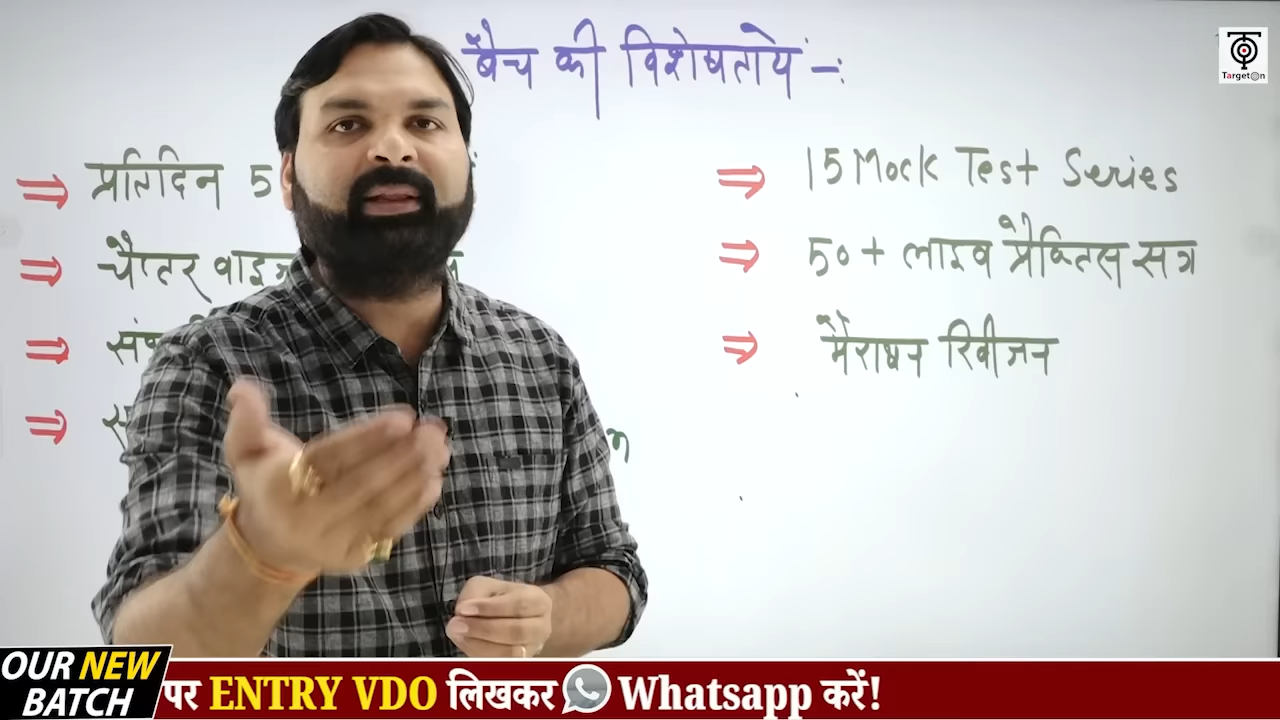 बैच की विशेषतायें -:
TargetOn
⇒ प्रतिदिन 5
⇒ चैप्टर वाइज
⇒
⇒
⇒ 15 Mock Test Series
⇒ 50+ लाइव प्रैक्टिस सत्र
⇒ मैराथन रिवीजन
OUR NEW BATCH
पर ENTRY VDO लिखकर Whatsapp करें!